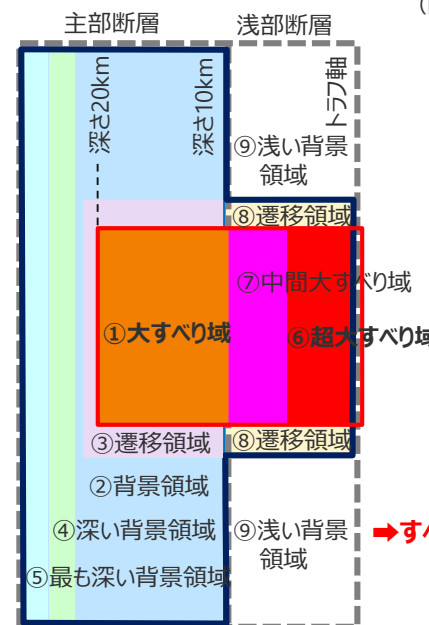 主部断層
浅部断層
深さ20km
深さ10km
トラフ軸
⑨浅い背景
領域
⑧遷移領域
⑦中間大すべり域
①大すべり域
⑥超大すべり域
③遷移領域
⑧遷移領域
②背景領域
④深い背景領域
⑨浅い背景
領域
➡す
⑤最も深い背景領域